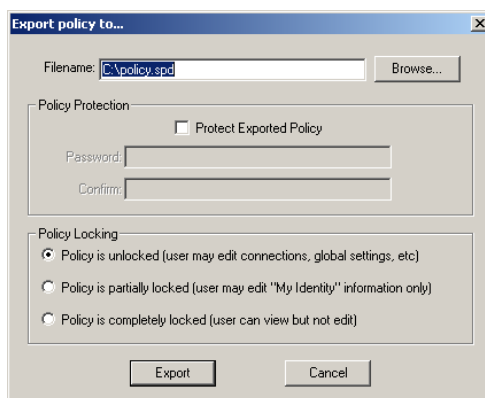 Export policy to...
Filename: C:\policy.spd Browse...
Policy Protection
Protect Exported Policy
Password:
Confirm:
Policy Locking
Policy is unlocked (user may edit connections, global settings, etc)
Policy is partially locked (user may edit "My Identity" information only)
Policy is completely locked (user can view but not edit)
Export Cancel